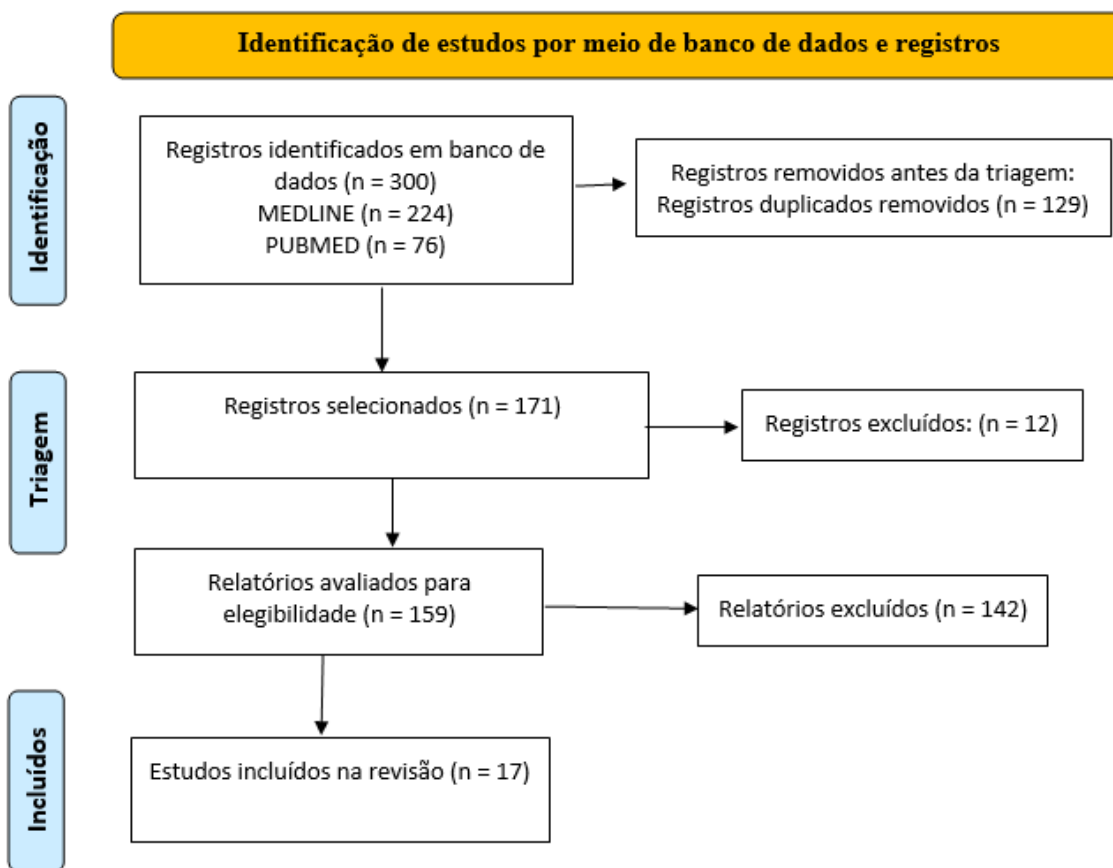 Identificação de estudos por meio de banco de dados e registros
Identificação
Registros identificados em banco de
dados (n = 300)
MEDLINE (n = 224)
PUBMED (n = 76)
Registros removidos antes da triagem:
Registros duplicados removidos (n = 129)
Triagem
Registros selecionados (n = 171)
Registros excluídos: (n = 12)
Relatórios avaliados para
elegibilidade (n = 159)
Relatórios excluídos (n = 142)
Incluídos
Estudos incluídos na revisão (n = 17)